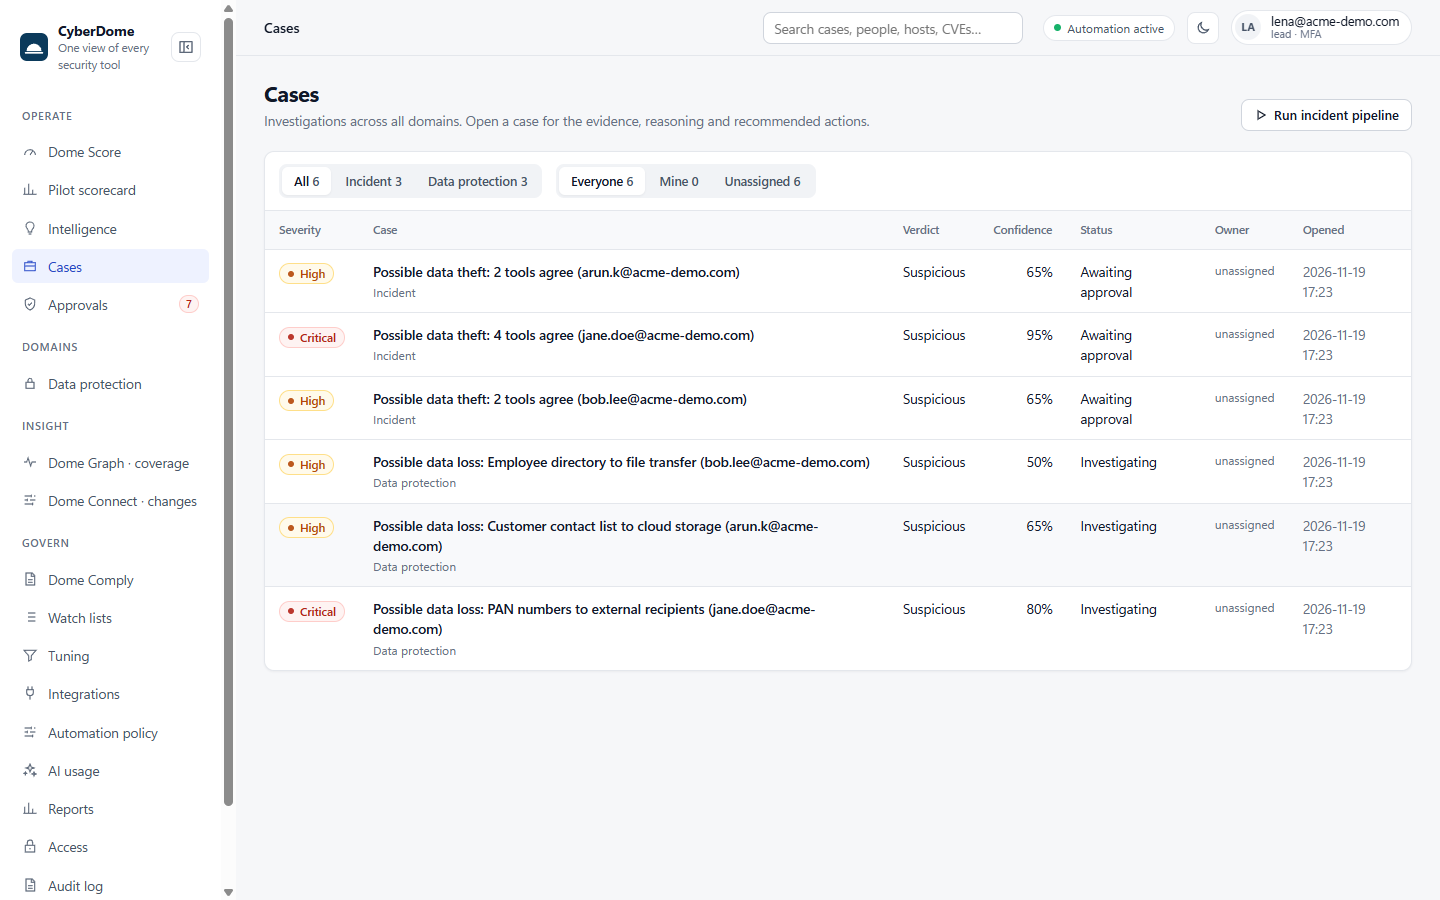 CyberDome
One view of every
security tool
OPERATE
Dome Score
Pilot scorecard
Intelligence
Cases
Approvals 7
DOMAINS
Data protection
INSIGHT
Dome Graph · coverage
Dome Connect · changes
GOVERN
Dome Comply
Watch lists
Tuning
Integrations
Automation policy
AI usage
Reports
Access
Audit log
Cases
Search cases, people, hosts, CVEs...
Automation active
LA
lena@acme-demo.com
lead · MFA
Cases
Investigations across all domains. Open a case for the evidence, reasoning and recommended actions.
Run incident pipeline
All 6 Incident 3 Data protection 3 Everyone 6 Mine 0 Unassigned 6
Severity Case Verdict Confidence Status Owner Opened
High Possible data theft: 2 tools agree (arun.k@acme-demo.com) Suspicious 65% Awaiting unassigned 2026-11-19
Incident approval 17:23
Critical Possible data theft: 4 tools agree (jane.doe@acme-demo.com) Suspicious 95% Awaiting unassigned 2026-11-19
Incident approval 17:23
High Possible data theft: 2 tools agree (bob.lee@acme-demo.com) Suspicious 65% Awaiting unassigned 2026-11-19
Incident approval 17:23
High Possible data loss: Employee directory to file transfer (bob.lee@acme-demo.com) Suspicious 50% Investigating unassigned 2026-11-19
Data protection 17:23
High Possible data loss: Customer contact list to cloud storage (arun.k@acme- Suspicious 65% Investigating unassigned 2026-11-19
demo.com) 17:23
Data protection
Critical Possible data loss: PAN numbers to external recipients (jane.doe@acme- Suspicious 80% Investigating unassigned 2026-11-19
demo.com) 17:23
Data protection